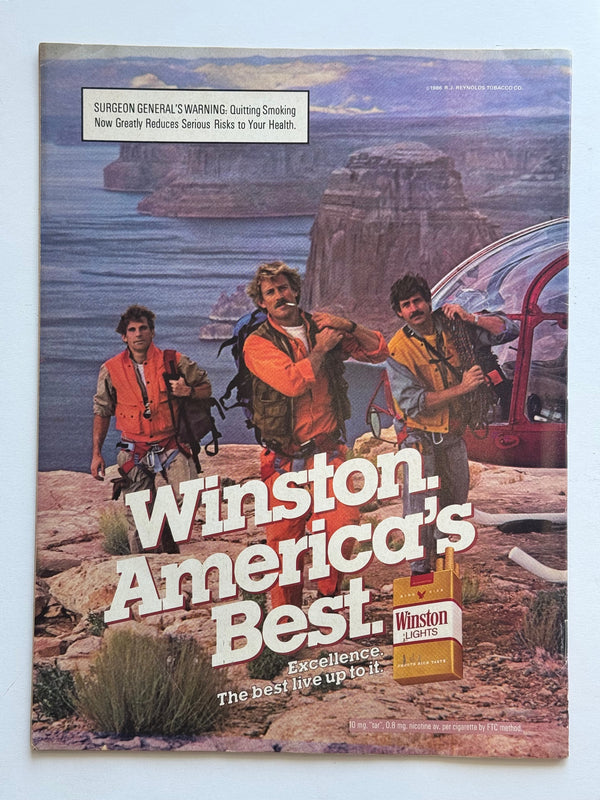 SURGEON GENERAL'S WARNING: Quitting Smoking
Now Greatly Reduces Serious Risks to Your Health.
©1986 R.J. REYNOLDS TOBACCO CO.
Winston.
America's
Best.
Excellence.
The best live up to it.
Winston
LIGHTS
10 mg. "tar", 0.8 mg. nicotine av. per cigarette by FTC method.